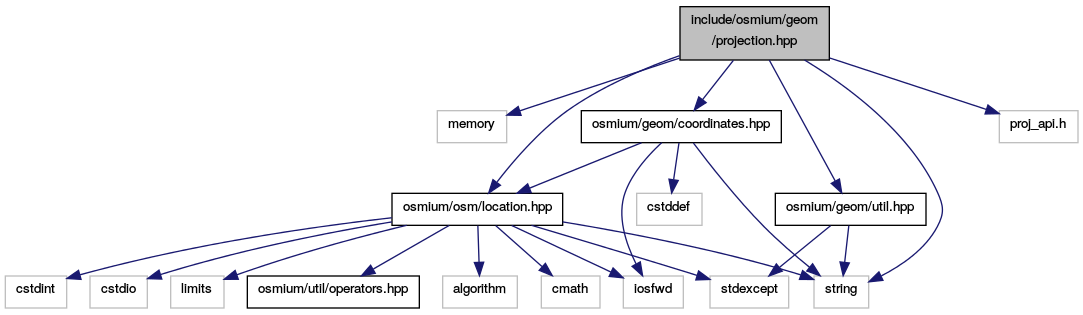 include/osmium/geom
/projection.hpp
memory
osmium/geom/coordinates.hpp
proj_api.h
osmium/osm/location.hpp
cstddef
osmium/geom/util.hpp
cstdint
cstdio
limits
osmium/util/operators.hpp
algorithm
cmath
iosfwd
stdexcept
string